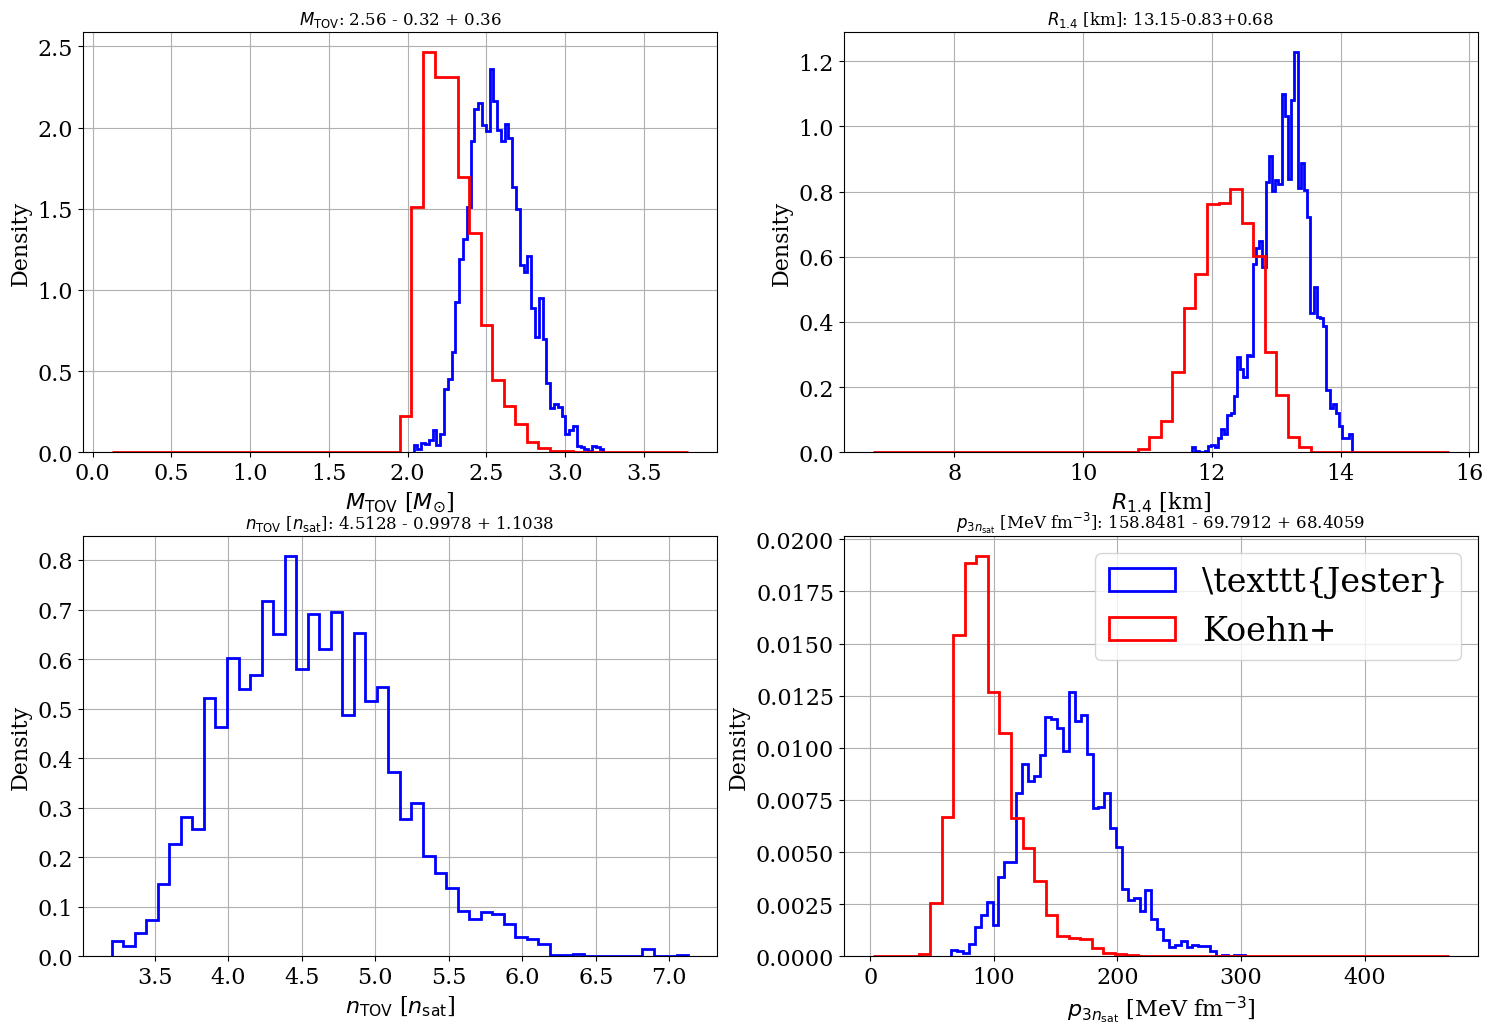 M_TOV: 2.56 - 0.32 + 0.36
2.5
2.0
1.5
1.0
0.5
0.0
Density
0.0 0.5 1.0 1.5 2.0 2.5 3.0 3.5
M_TOV [M_⊙]
R_1.4 [km]: 13.15-0.83+0.68
1.2
1.0
0.8
0.6
0.4
0.2
0.0
Density
8 10 12 14 16
R_1.4 [km]
n_TOV [n_sat]: 4.5128 - 0.9978 + 1.1038
0.8
0.7
0.6
0.5
0.4
0.3
0.2
0.1
0.0
Density
3.5 4.0 4.5 5.0 5.5 6.0 6.5 7.0
n_TOV [n_sat]
p_3n_sat [MeV fm⁻³]: 158.8481 - 69.7912 + 68.4059
0.0200
0.0175
0.0150
0.0125
0.0100
0.0075
0.0050
0.0025
0.0000
Density
\texttt{Jester}
Koehn+
0 100 200 300 400
p_3n_sat [MeV fm⁻³]